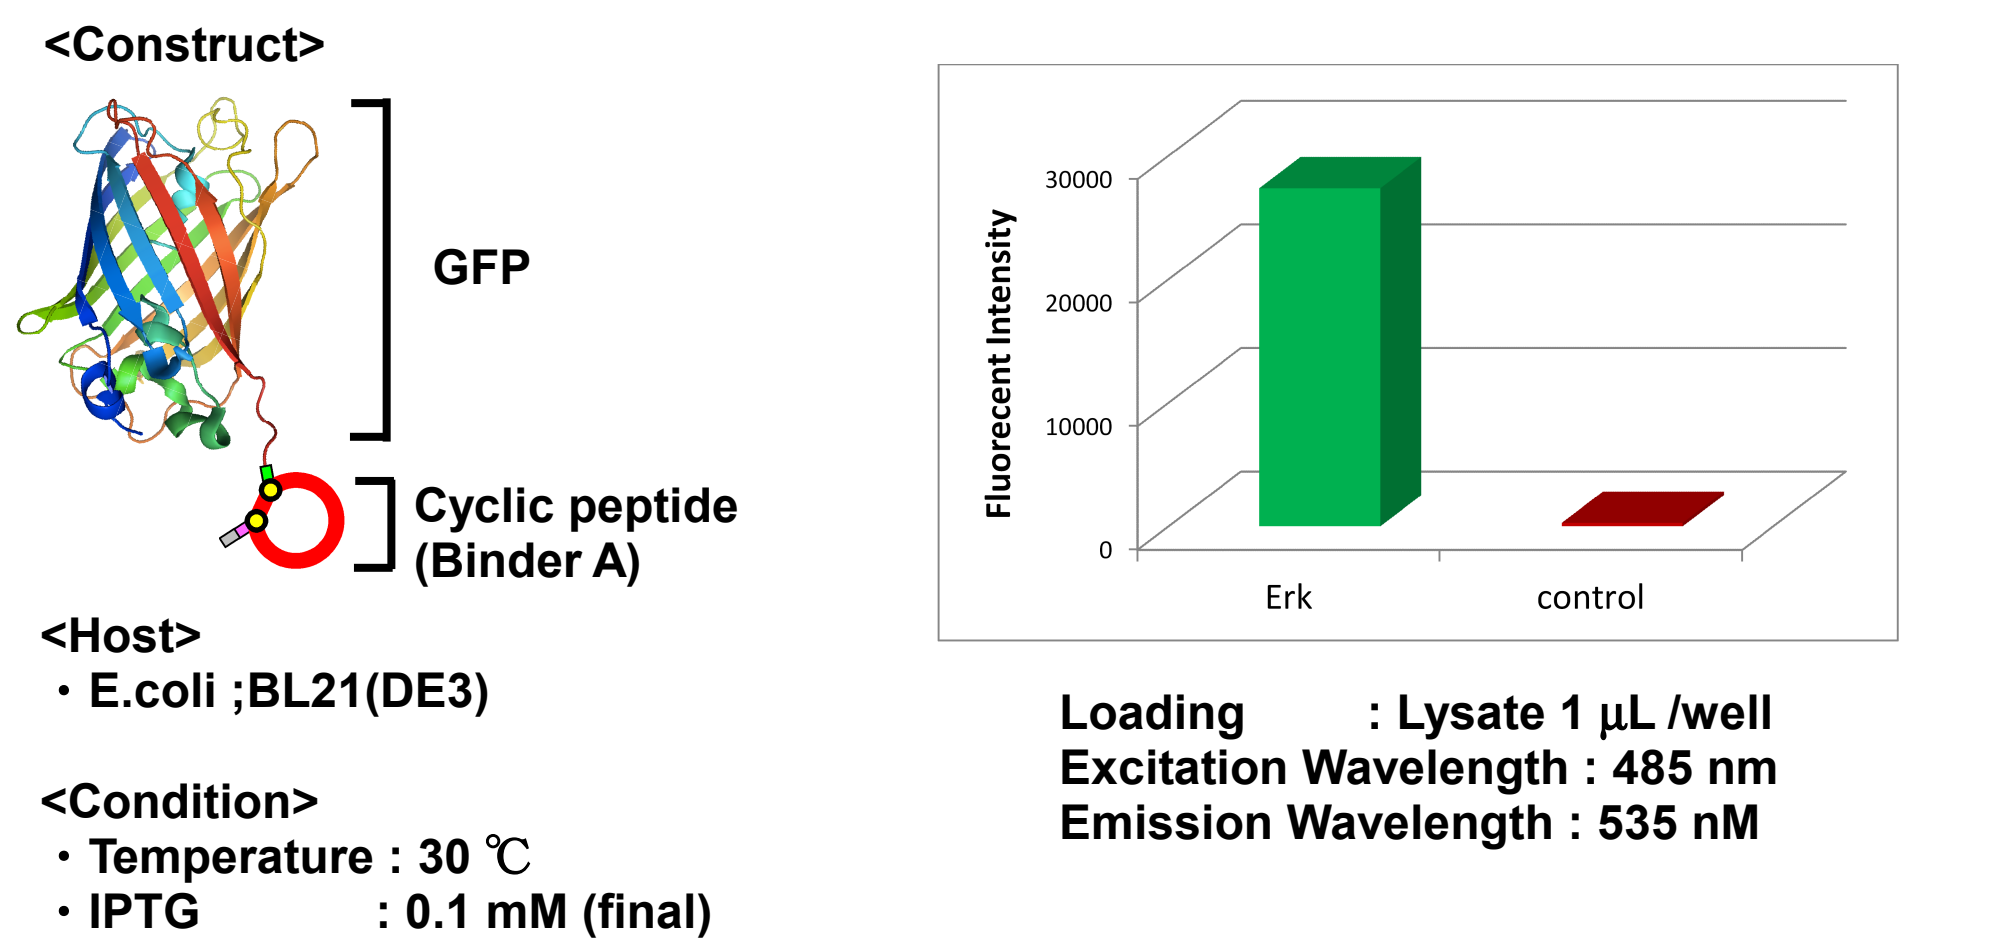 <Construct>
GFP
Cyclic peptide
(Binder A)
<Host>
・E.coli ;BL21(DE3)
<Condition>
・Temperature : 30 ℃
・IPTG : 0.1 mM (final)
Fluorecent Intensity
30000
20000
10000
0
Erk control
Loading : Lysate 1 μL /well
Excitation Wavelength : 485 nm
Emission Wavelength : 535 nM